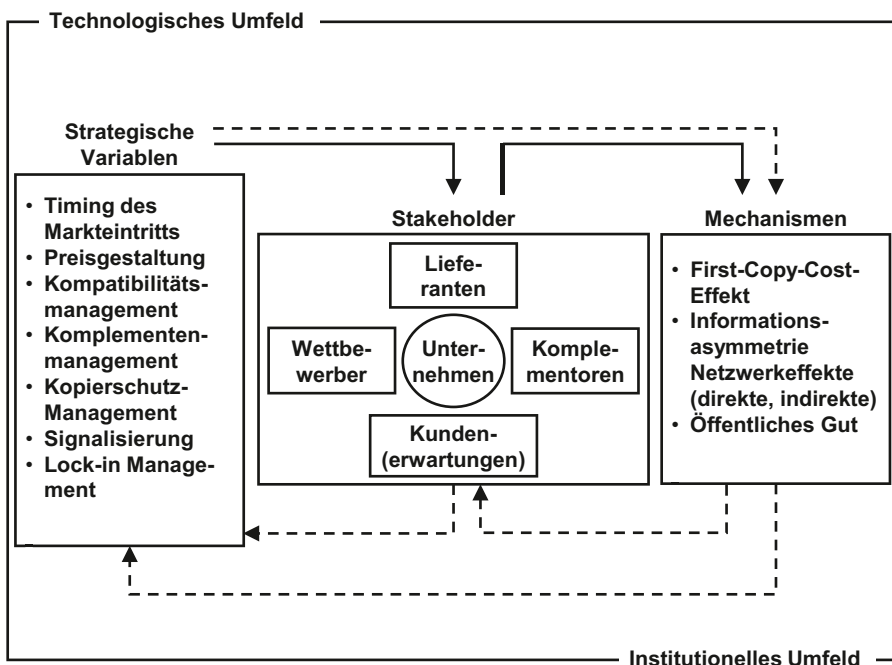 Technologisches Umfeld
Strategische
Variablen
• Timing des
Markteintritts
• Preisgestaltung
• Kompatibilitäts-
management
• Komplementen-
management
• Kopierschutz-
Management
• Signalisierung
• Lock-in Manage-
ment
Stakeholder
Liefe-
ranten
Wettbe-
werber
Unter-
nehmen
Komple-
mentoren
Kunden-
(erwartungen)
Mechanismen
• First-Copy-Cost-
Effekt
• Informations-
asymmetrie
Netzwerkeffekte
(direkte, indirekte)
• Öffentliches Gut
Institutionelles Umfeld